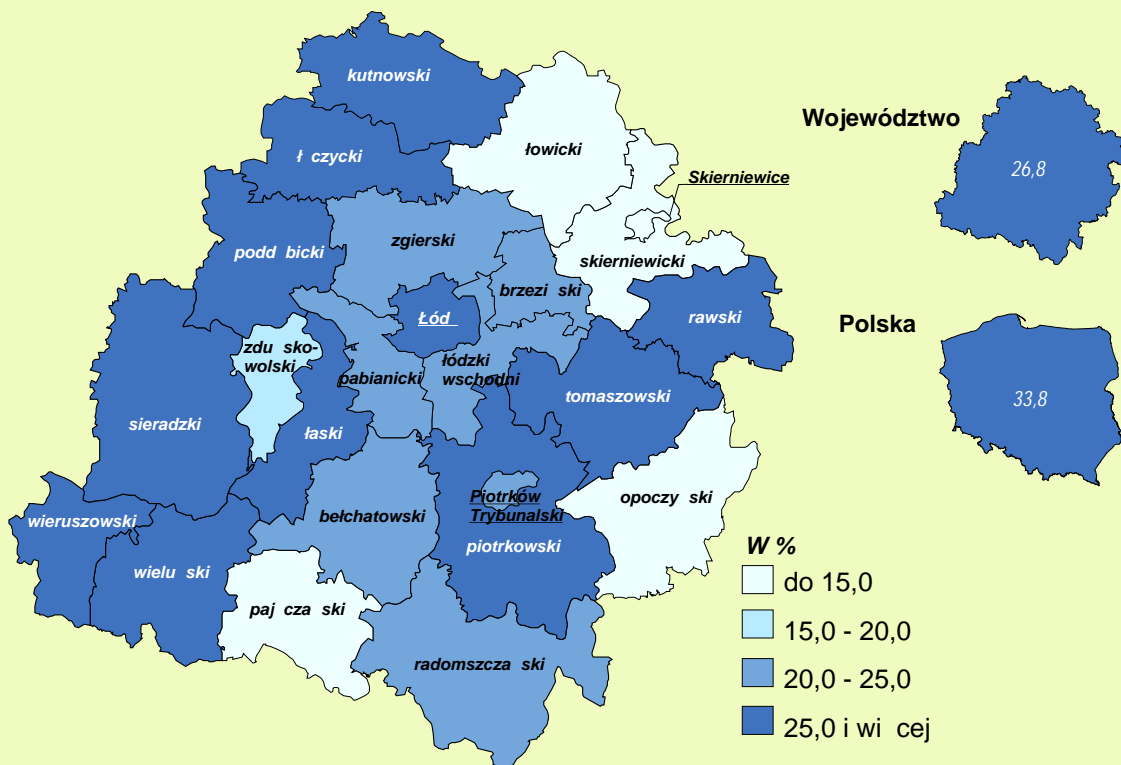 kutnowski
ł czycki
łowicki
Skierniewice
podd bicki
zgierski
skierniewicki
brzezi ski
rawski
Łód
zdu sko-
wolski
pabianicki
łódzki
wschodni
tomaszowski
sieradzki
łaski
Piotrków
Trybunalski
opoczy ski
wieruszowski
bełchatowski
piotrkowski
wielu ski
paj cza ski
radomszcza ski
Województwo
26,8
Polska
33,8
W %
do 15,0
15,0 - 20,0
20,0 - 25,0
25,0 i wi cej